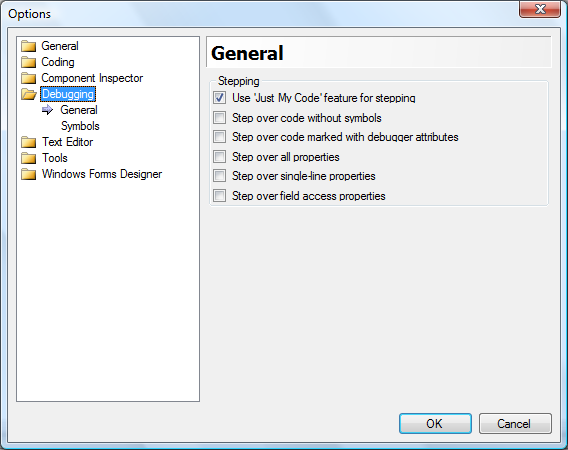 Options
General
Coding
Component Inspector
Debugging
General
Symbols
Text Editor
Tools
Windows Forms Designer
General
Stepping
Use 'Just My Code' feature for stepping
Step over code without symbols
Step over code marked with debugger attributes
Step over all properties
Step over single-line properties
Step over field access properties
OK
Cancel